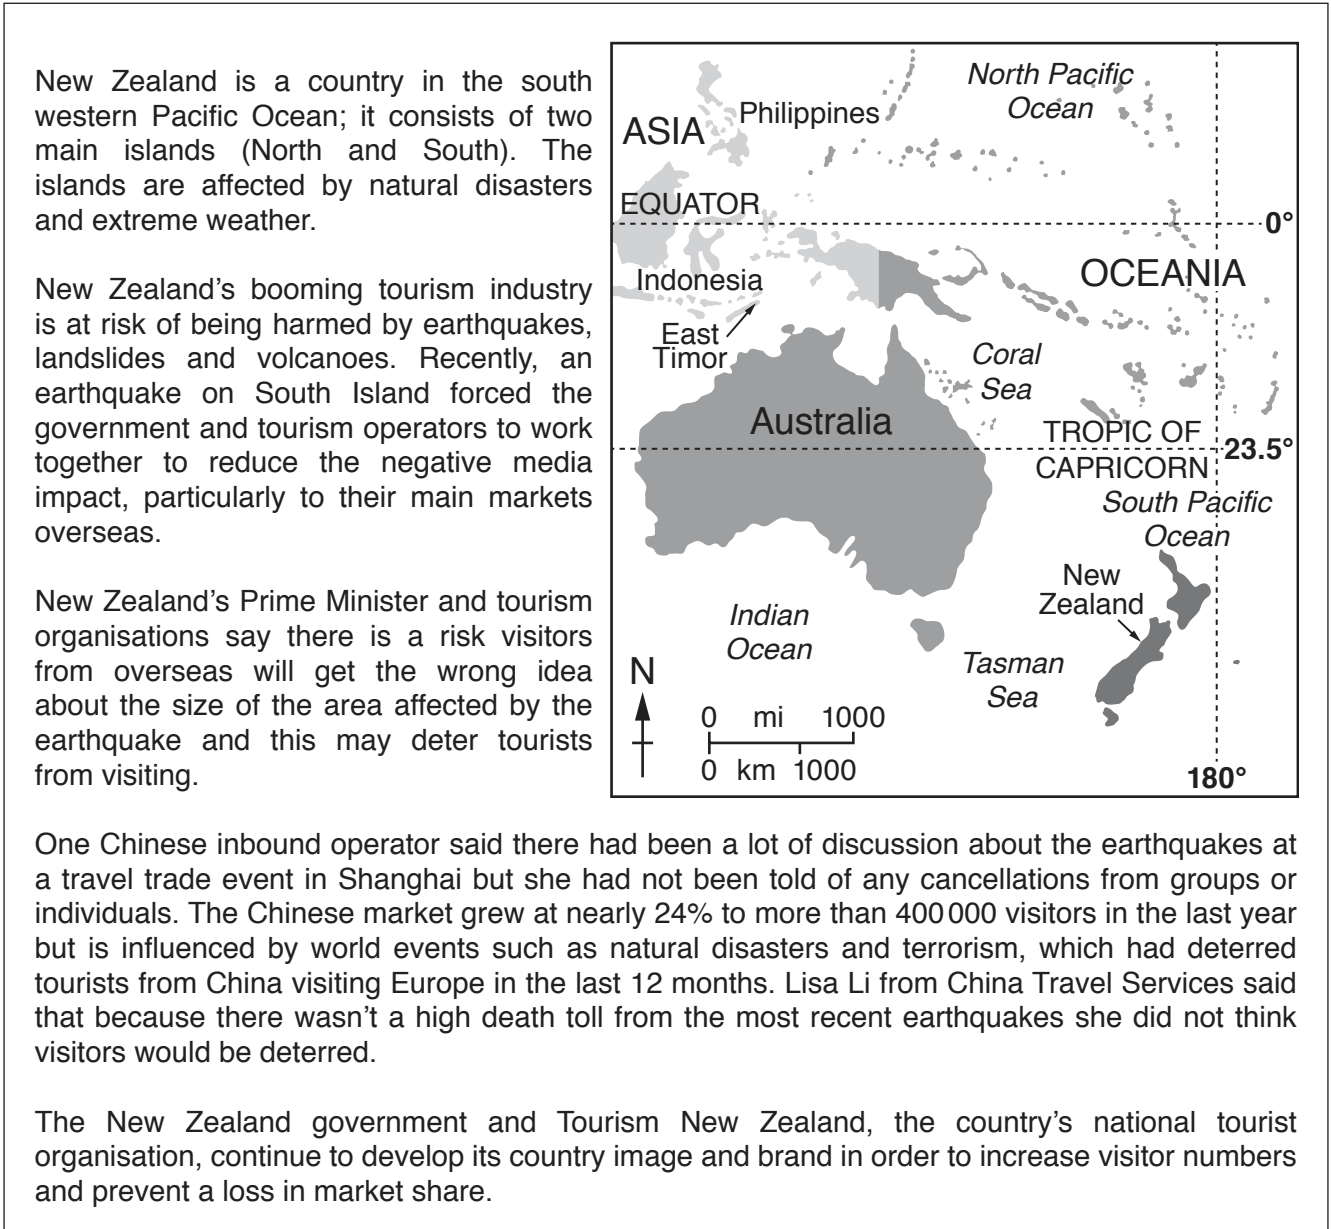 New Zealand is a country in the south
western Pacific Ocean; it consists of two
main islands (North and South). The
islands are affected by natural disasters
and extreme weather.
New Zealand’s booming tourism industry
is at risk of being harmed by earthquakes,
landslides and volcanoes. Recently, an
earthquake on South Island forced the
government and tourism operators to work
together to reduce the negative media
impact, particularly to their main markets
overseas.
New Zealand’s Prime Minister and tourism
organisations say there is a risk visitors
from overseas will get the wrong idea
about the size of the area affected by the
earthquake and this may deter tourists
from visiting.
North Pacific
Ocean
Philippines
ASIA
EQUATOR
0°
OCEANIA
Indonesia
East
Timor
Coral
Sea
Australia
TROPIC OF
CAPRICORN
23.5°
South Pacific
Ocean
New
Zealand
Indian
Ocean
Tasman
Sea
N
0 mi 1000
0 km 1000
180°
One Chinese inbound operator said there had been a lot of discussion about the earthquakes at
a travel trade event in Shanghai but she had not been told of any cancellations from groups or
individuals. The Chinese market grew at nearly 24% to more than 400 000 visitors in the last year
but is influenced by world events such as natural disasters and terrorism, which had deterred
tourists from China visiting Europe in the last 12 months. Lisa Li from China Travel Services said
that because there wasn’t a high death toll from the most recent earthquakes she did not think
visitors would be deterred.
The New Zealand government and Tourism New Zealand, the country’s national tourist
organisation, continue to develop its country image and brand in order to increase visitor numbers
and prevent a loss in market share.